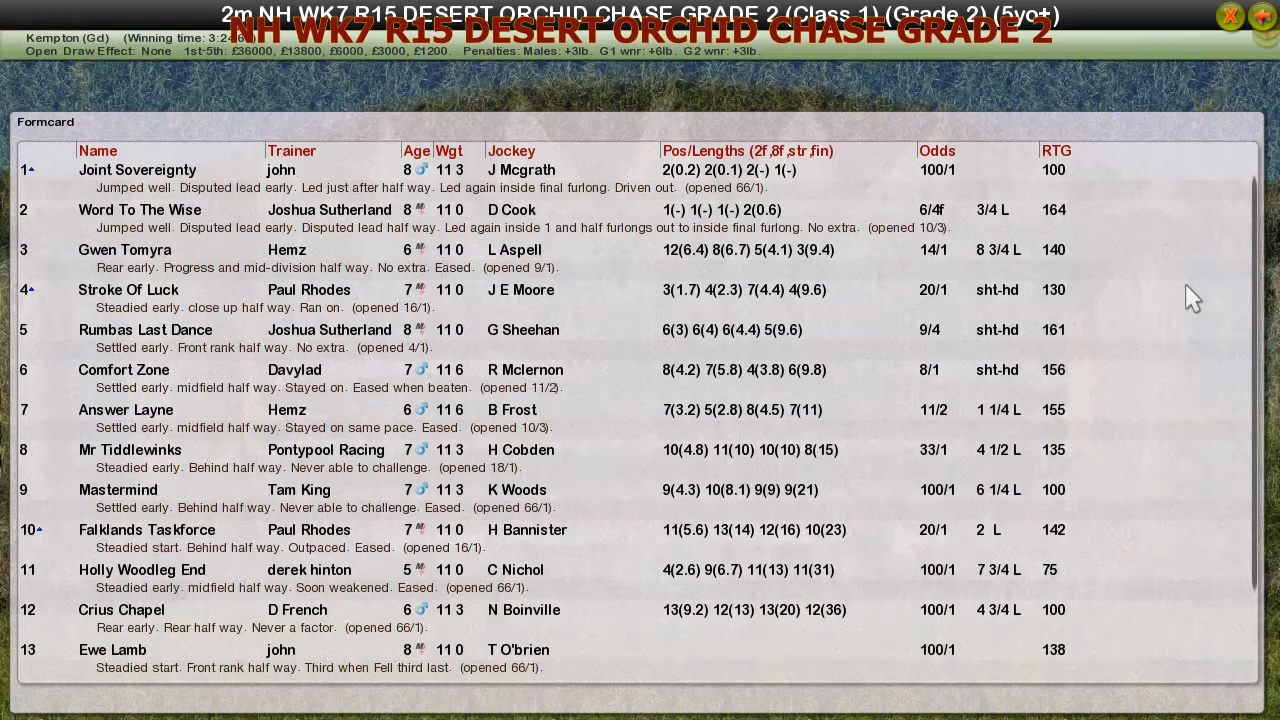 2m NH WK7 R15 DESERT ORCHID CHASE GRADE 2 (Class 1) (Grade 2) (5yo+)
NH WK7 R15 DESERT ORCHID CHASE GRADE 2
Kempton (Gd) (Winning time: 3:24
Open Draw Effect: None 1st-5th: £36000, £13800, £6000, £3000, £1200. Penalties: Males: +3lb. G1 wnr: +6lb. G2 wnr: +3lb.
Formcard
Name Trainer Age Wgt Jockey Pos/Lengths (2f,8f,str,fin) Odds RTG
1 Joint Sovereignty john 8 11 3 J Mcgrath 2(0.2) 2(0.1) 2(-) 1(-) 100/1 100
Jumped well. Disputed lead early. Led just after half way. Led again inside final furlong. Driven out. (opened 66/1).
2 Word To The Wise Joshua Sutherland 8 11 0 D Cook 1(-) 1(-) 1(-) 2(0.6) 6/4f 3/4 L 164
Jumped well. Disputed lead early. Disputed lead half way. Led again inside 1 and half furlongs out to inside final furlong. No extra. (opened 10/3).
3 Gwen Tomyra Hemz 6 11 0 L Aspell 12(6.4) 8(6.7) 5(4.1) 3(9.4) 14/1 8 3/4 L 140
Rear early. Progress and mid-division half way. No extra. Eased. (opened 9/1).
4 Stroke Of Luck Paul Rhodes 7 11 0 J E Moore 3(1.7) 4(2.3) 7(4.4) 4(9.6) 20/1 sht-hd 130
Steadied early. close up half way. Ran on. (opened 16/1).
5 Rumbas Last Dance Joshua Sutherland 8 11 0 G Sheehan 6(3) 6(4) 6(4.4) 5(9.6) 9/4 sht-hd 161
Settled early. Front rank half way. No extra. (opened 4/1).
6 Comfort Zone Davylad 7 11 6 R Mclernon 8(4.2) 7(5.8) 4(3.8) 6(9.8) 8/1 sht-hd 156
Settled early. midfield half way. Stayed on. Eased when beaten. (opened 11/2).
7 Answer Layne Hemz 6 11 6 B Frost 7(3.2) 5(2.8) 8(4.5) 7(11) 11/2 1 1/4 L 155
Settled early. midfield half way. Stayed on same pace. Eased. (opened 10/3).
8 Mr Tiddlewinks Pontypool Racing 7 11 3 H Cobden 10(4.8) 11(10) 10(10) 8(15) 33/1 4 1/2 L 135
Steadied early. Behind half way. Never able to challenge. (opened 18/1).
9 Mastermind Tam King 7 11 3 K Woods 9(4.3) 10(8.1) 9(9) 9(21) 100/1 6 1/4 L 100
Settled early. Behind half way. Never able to challenge. Eased. (opened 66/1).
10 Falklands Taskforce Paul Rhodes 7 11 0 H Bannister 11(5.6) 13(14) 12(16) 10(23) 20/1 2 L 142
Steadied start. Behind half way. Outpaced. Eased. (opened 16/1).
11 Holly Woodleg End derek hinton 5 11 0 C Nichol 4(2.6) 9(6.7) 11(13) 11(31) 100/1 7 3/4 L 75
Steadied early. midfield half way. Soon weakened. Eased. (opened 66/1).
12 Crius Chapel D French 6 11 3 N Boinville 13(9.2) 12(13) 13(20) 12(36) 100/1 4 3/4 L 100
Rear early. Rear half way. Never a factor. (opened 66/1).
13 Ewe Lamb john 8 11 0 T O'brien 100/1 138
Steadied start. Front rank half way. Third when Fell third last. (opened 66/1).